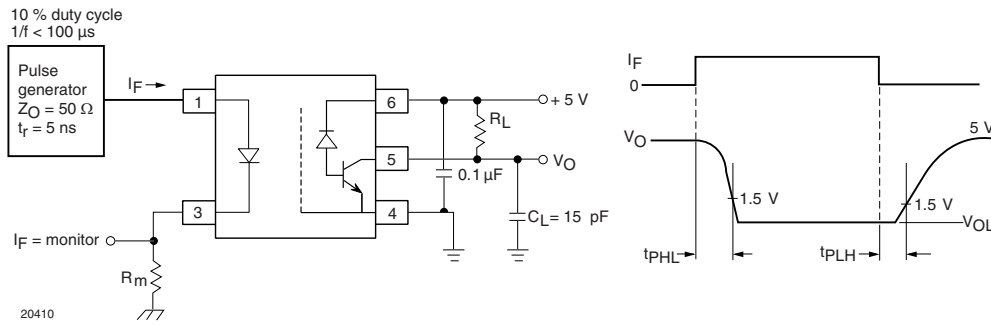 10 % duty cycle
1/f < 100 μs
Pulse
generator
ZO = 50 Ω
tr = 5 ns
IF
1
3
6
5
4
+ 5 V
RL
VO
0.1 μF
CL = 15 pF
IF = monitor
Rm
20410
IF
0
VO
5 V
1.5 V
1.5 V
VOL
tPHL
tPLH